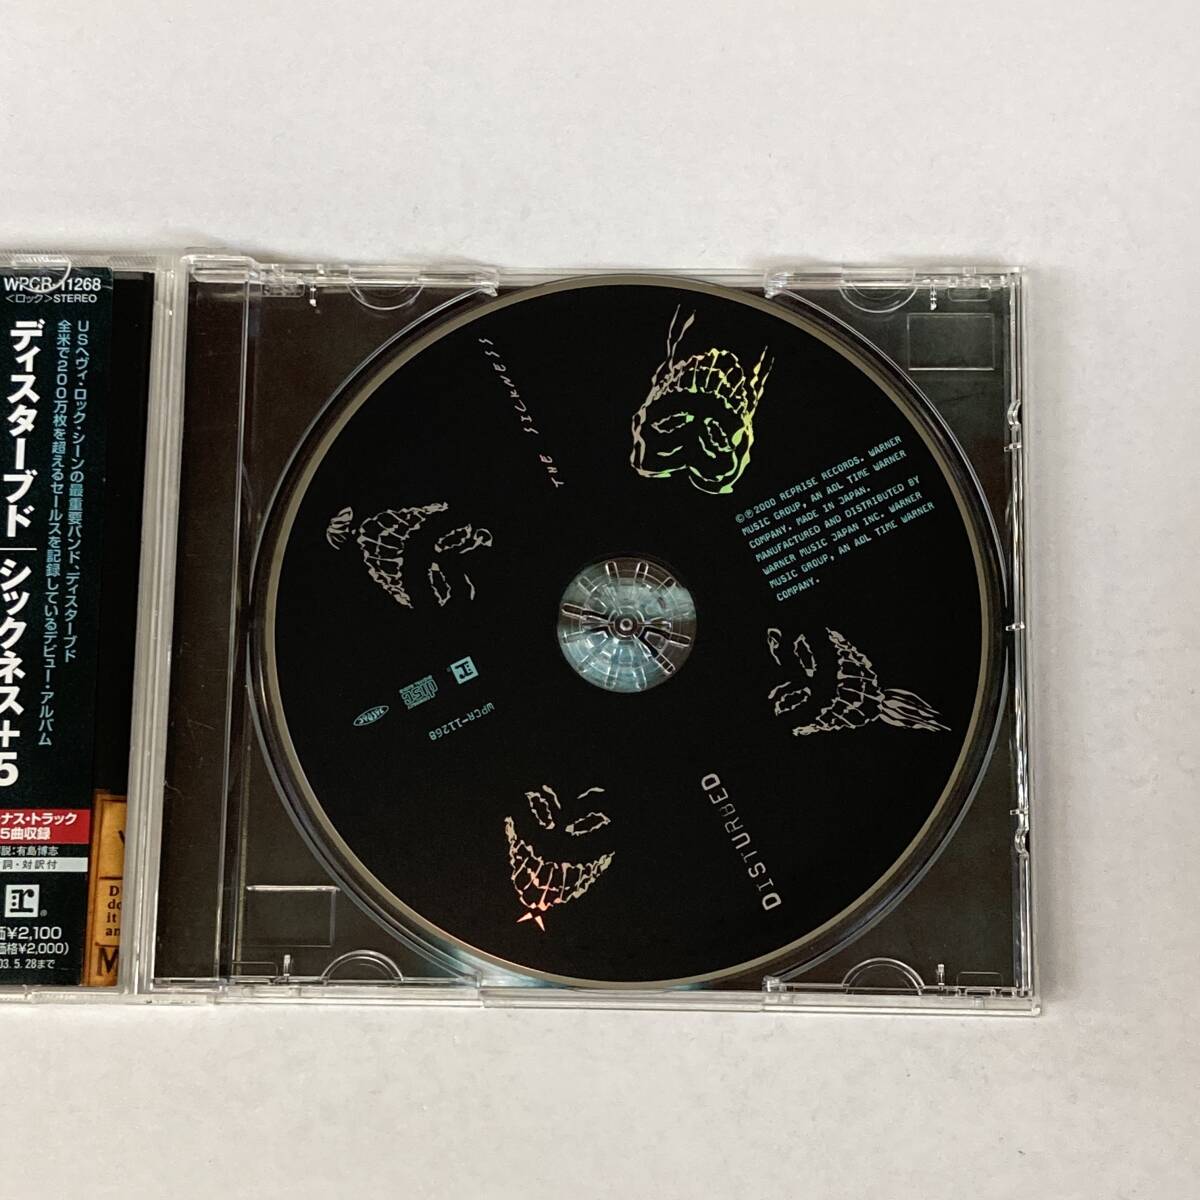 WPCR-11268
<ロック>STEREO
ディスターブド シックネス+5
USヘヴィ・ロック・シーンの最重要バンド、ディスターブド
全米で200万枚を超えるセールスを記録しているデビュー・アルバム
ナス・トラック
5曲収録
説:有島博志
詞・対訳付
R®
価¥2,100
価格¥2,000)
03.5.28まで
THE SICKNESS
©℗2000 REPRISE RECORDS. WARNER
MUSIC GROUP, AN AOL TIME WARNER
COMPANY. MADE IN JAPAN.
MANUFACTURED AND DISTRIBUTED BY
WARNER MUSIC JAPAN INC. WARNER
MUSIC GROUP, AN AOL TIME WARNER
COMPANY.
DISTURBED
WPCR-11268
disc
JASRAC
D
do
it
an
M